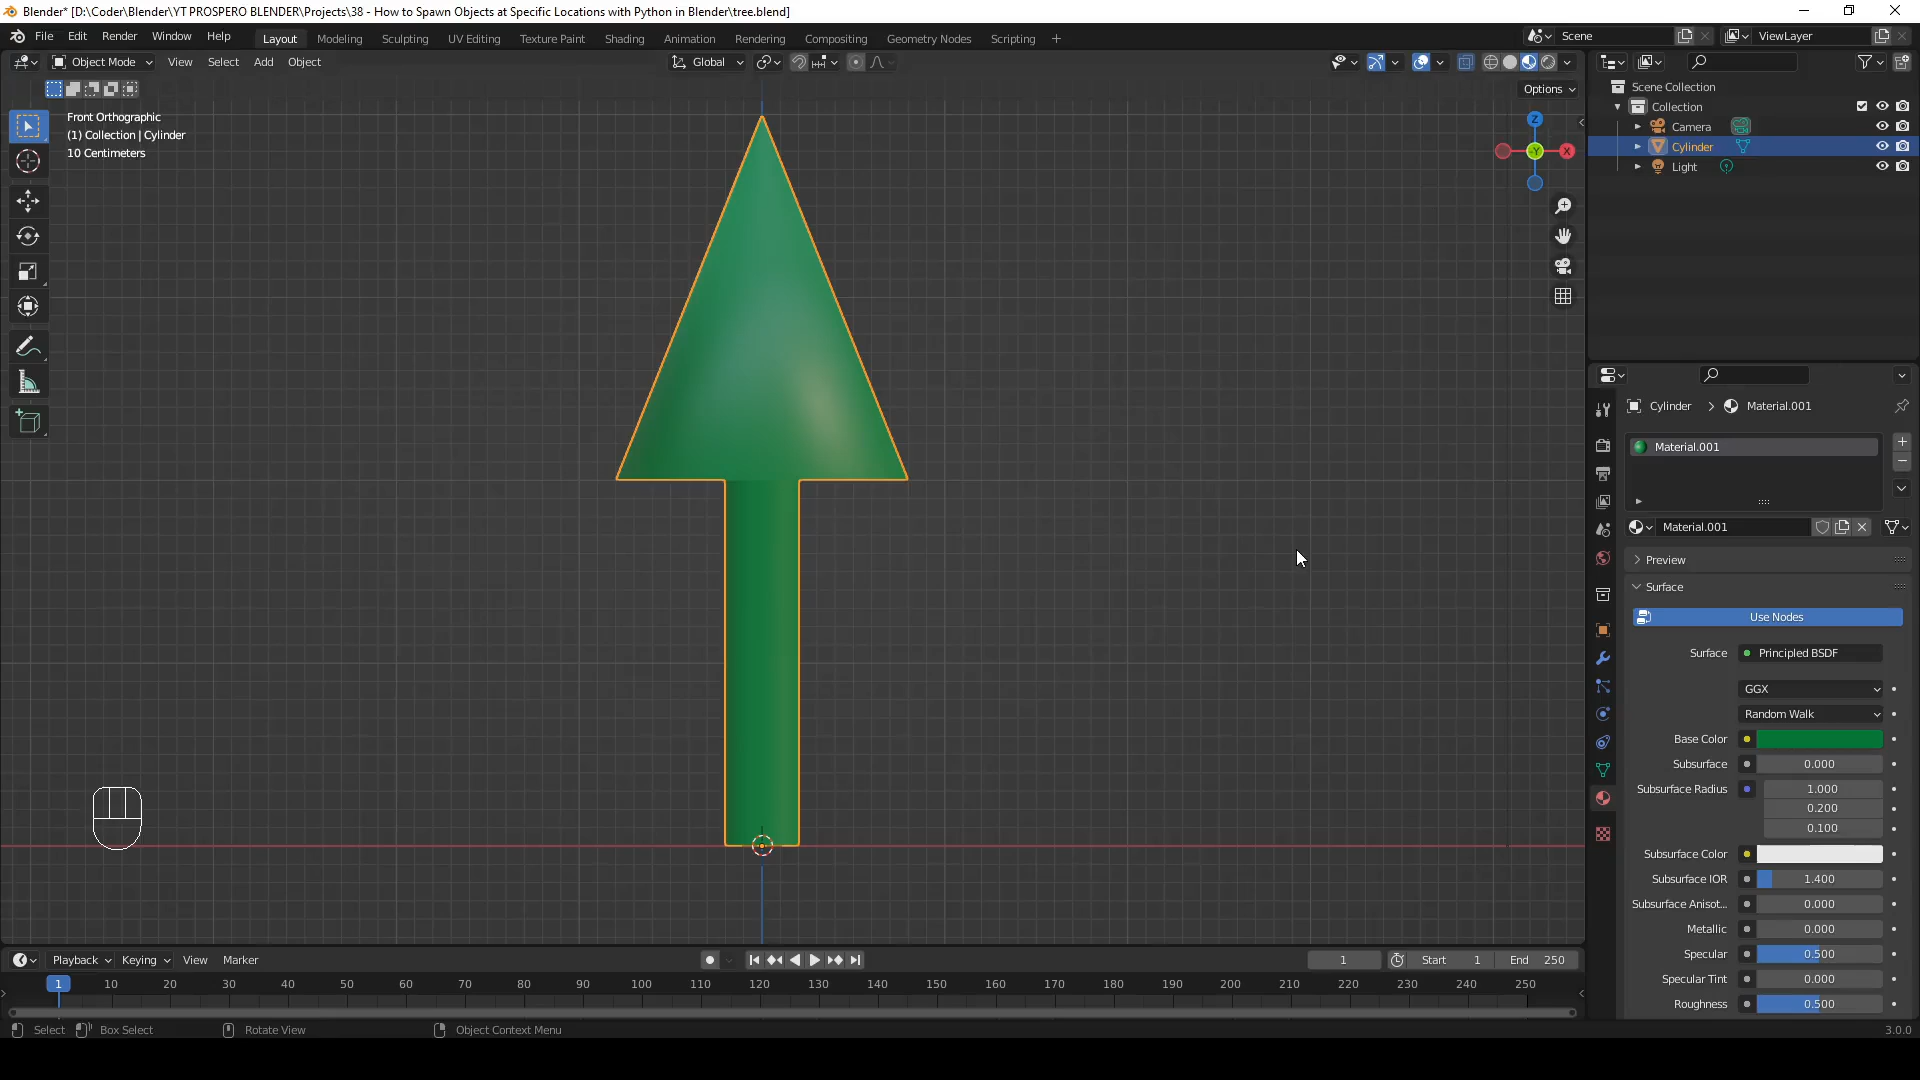 Blender* [D:\Coder\Blender\YT PROSPERO BLENDER\Projects\38 - How to Spawn Objects at Specific Locations with Python in Blender\tree.blend]
File Edit Render Window Help Layout Modeling Sculpting UV Editing Texture Paint Shading Animation Rendering Compositing Geometry Nodes Scripting + Scene ViewLayer
Object Mode View Select Add Object Global
Options
Front Orthographic
(1) Collection | Cylinder
10 Centimeters
Z
-Y X
Scene Collection
Collection
Camera
Cylinder
Light
Cylinder > Material.001
Material.001
Material.001
Preview
Surface
Use Nodes
Surface Principled BSDF
GGX
Random Walk
Base Color
Subsurface 0.000
Subsurface Radius 1.000
0.200
0.100
Subsurface Color
Subsurface IOR 1.400
Subsurface Anisot... 0.000
Metallic 0.000
Specular 0.500
Specular Tint 0.000
Roughness 0.500
Playback Keying View Marker 1 Start 1 End 250
1 10 20 30 40 50 60 70 80 90 100 110 120 130 140 150 160 170 180 190 200 210 220 230 240 250
Select Box Select Rotate View Object Context Menu 3.0.0